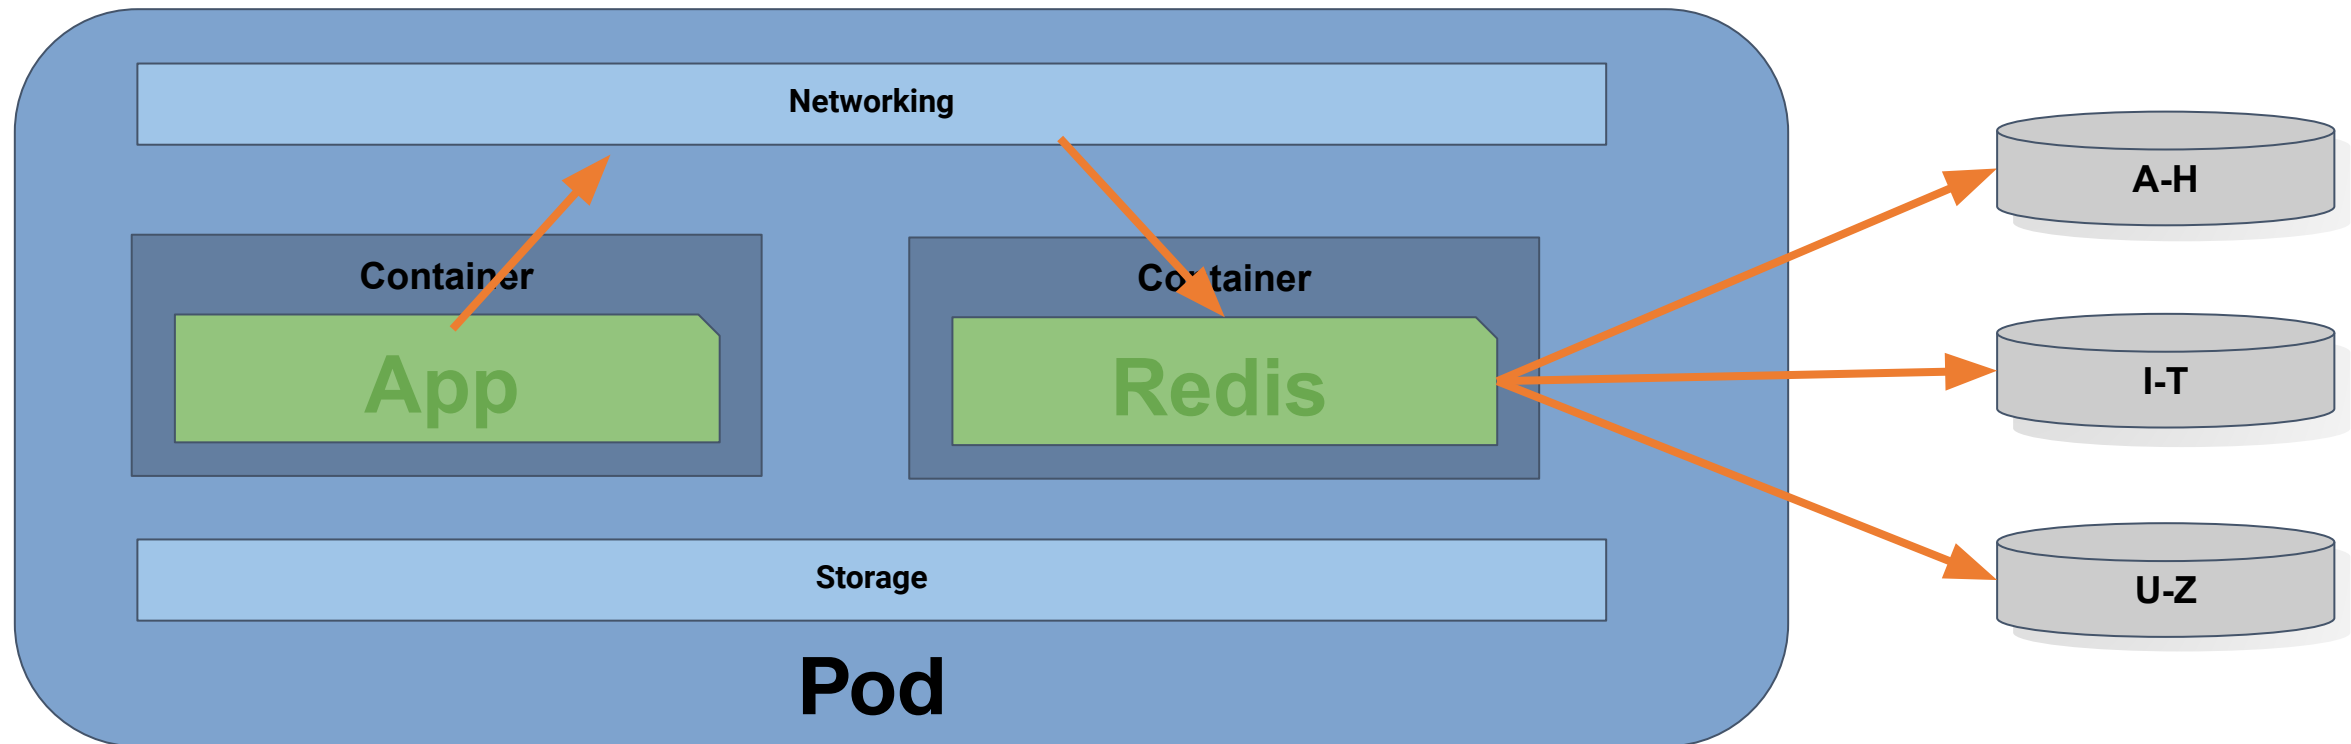 Networking
Container
App
Container
Redis
Storage
Pod
A-H
I-T
U-Z